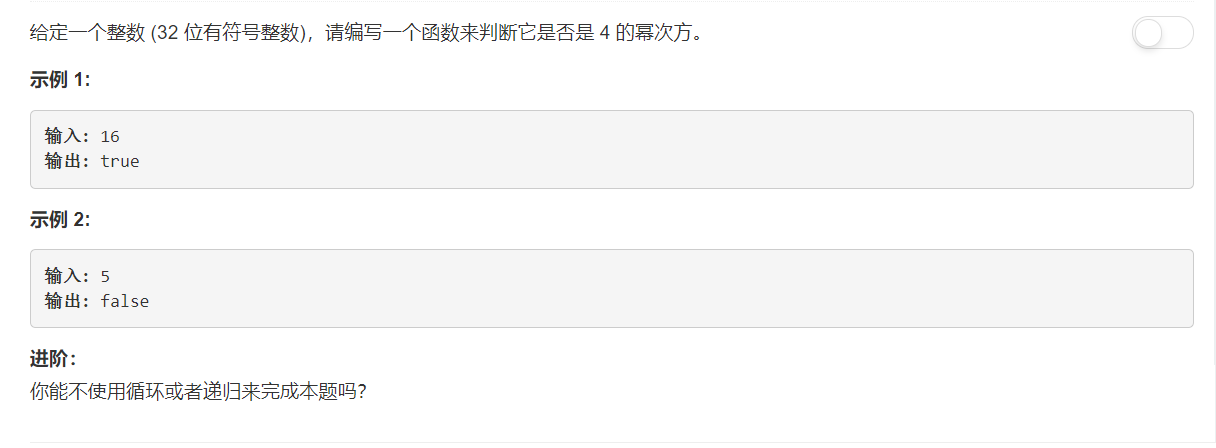 给定一个整数 (32 位有符号整数)，请编写一个函数来判断它是否是 4 的幂次方。
示例 1:
输入: 16
输出: true
示例 2:
输入: 5
输出: false
进阶：
你能不使用循环或者递归来完成本题吗？